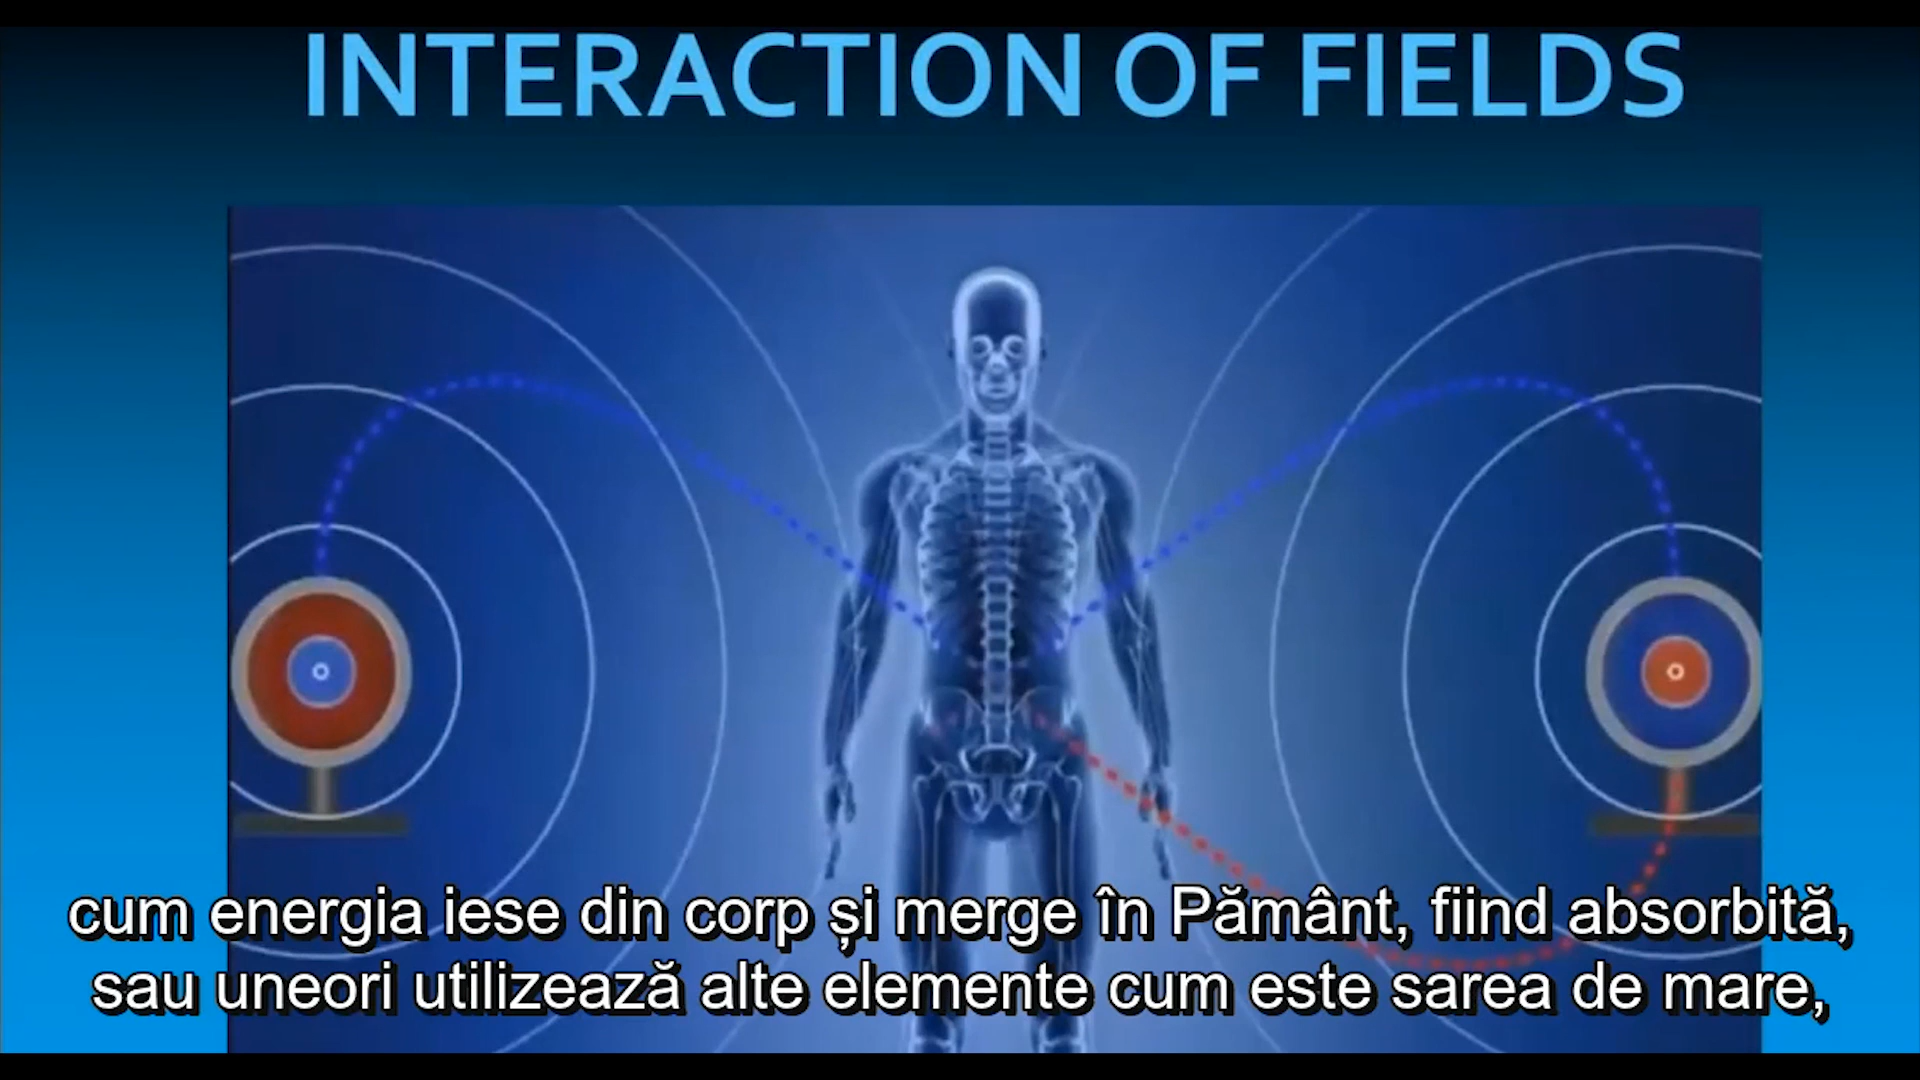 INTERACTION OF FIELDS
cum energia iese din corp și merge în Pământ, fiind absorbită,
sau uneori utilizează alte elemente cum este sarea de mare,